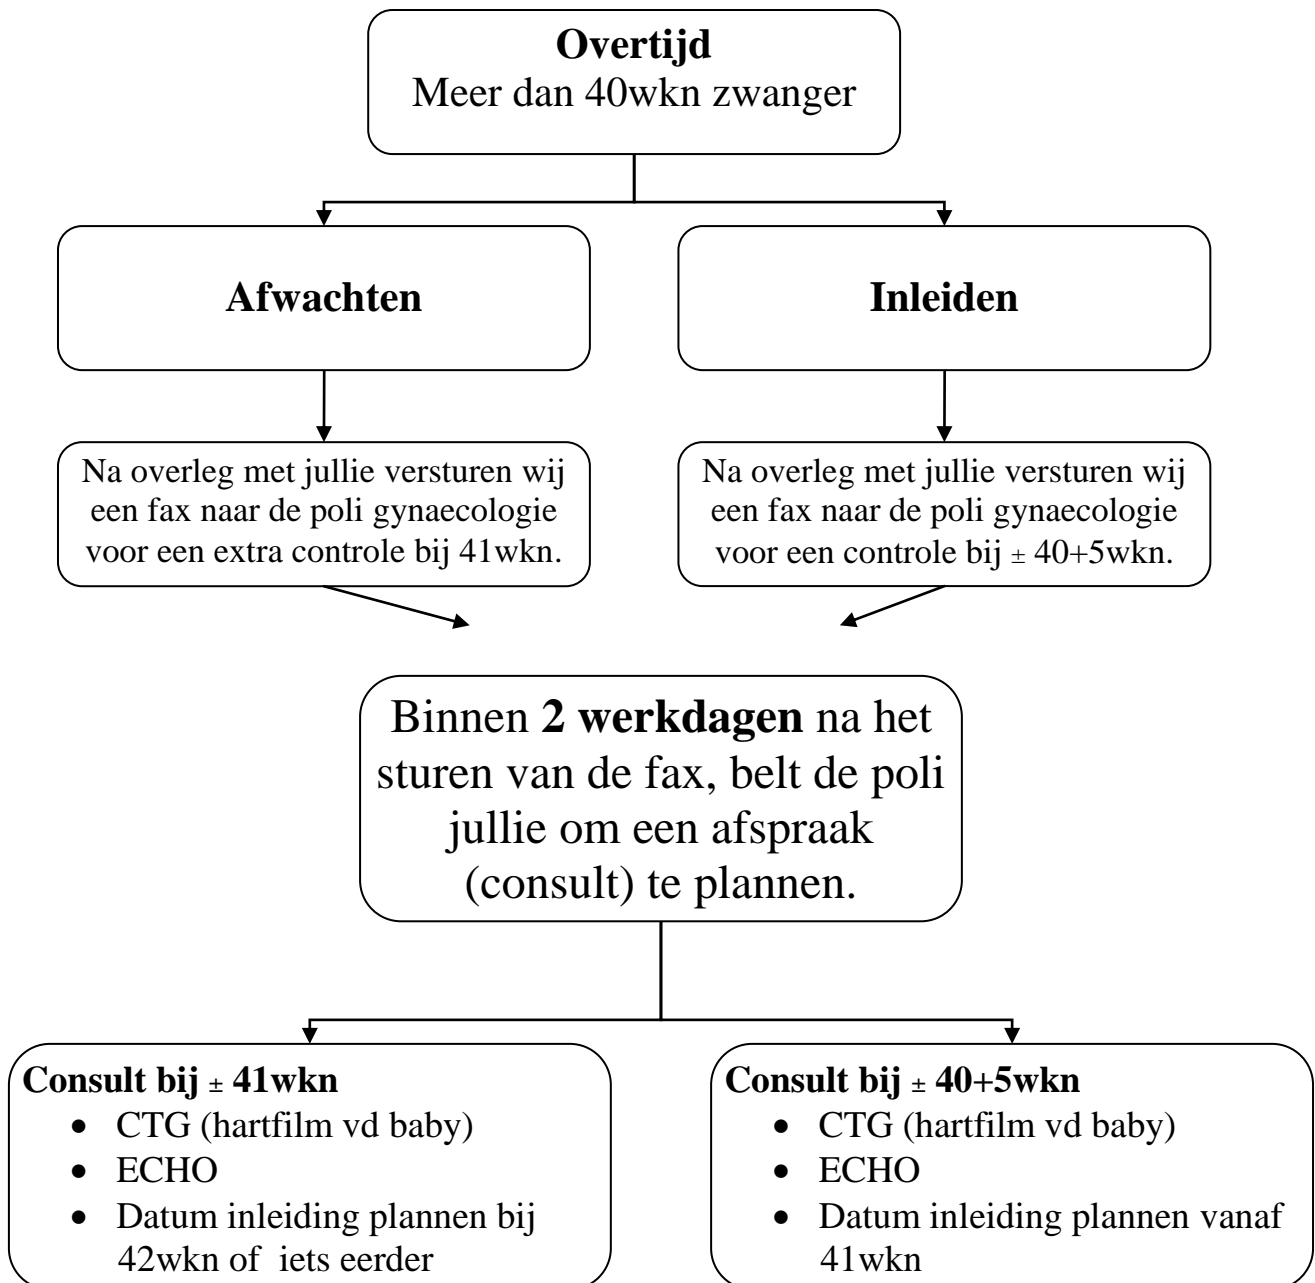 Overtijd
Meer dan 40wkn zwanger
Afwachten
Inleiden
Na overleg met jullie versturen wij
een fax naar de poli gynaecologie
voor een extra controle bij 41wkn.
Na overleg met jullie versturen wij
een fax naar de poli gynaecologie
voor een controle bij ± 40+5wkn.
Binnen 2 werkdagen na het
sturen van de fax, belt de poli
jullie om een afspraak
(consult) te plannen.
Consult bij ± 41wkn
• CTG (hartfilm vd baby)
• ECHO
• Datum inleiding plannen bij
42wkn of  iets eerder
Consult bij ± 40+5wkn
• CTG (hartfilm vd baby)
• ECHO
• Datum inleiding plannen vanaf
41wkn